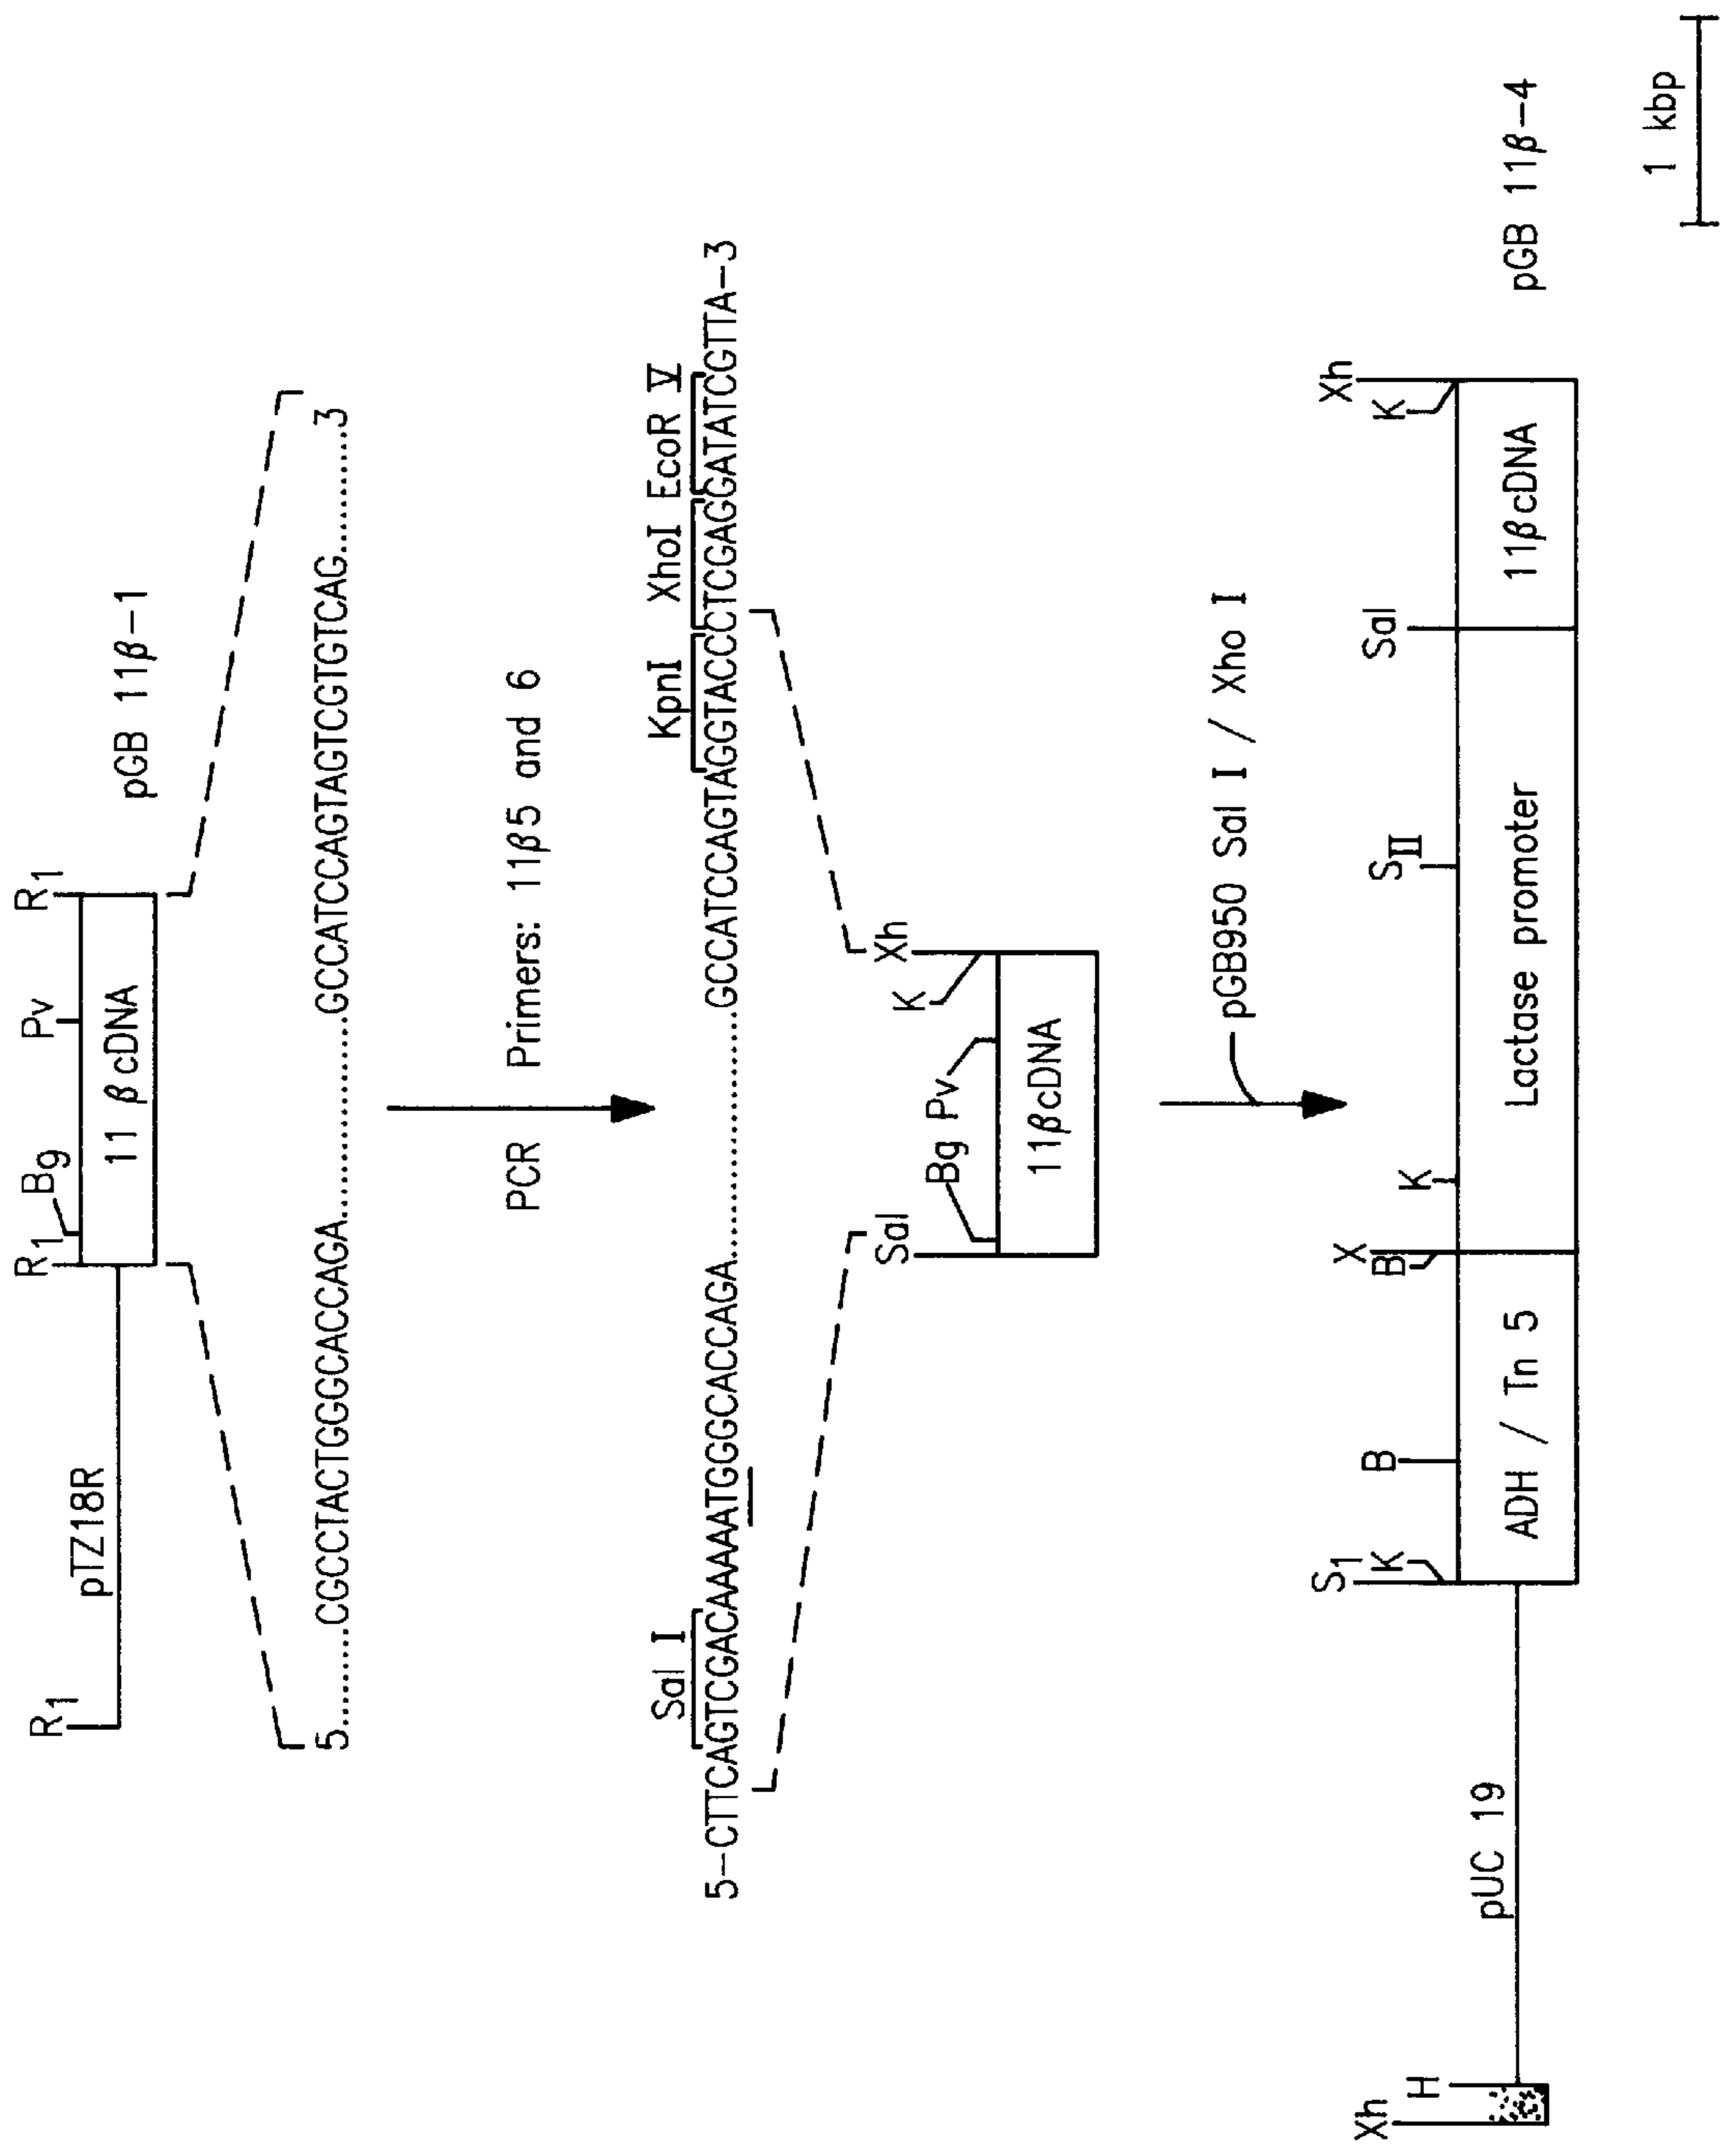 R1 Bg Pv R1
R1
pTZ18R
11 βcDNA
pGB 11β-1
5.........CGCCTACTGGGCACCAGA....................GCCATCCAGTAGTCGTGTCAG.........3
PCR Primers: 11β5 and 6
Sal I
KpnI XhoI EcoR V
5--CTTCAGTCGACAAAATGGGCACCAGA....................GCCATCCAGTAGGTACCCTCGAGGATATCGTTA-3
Sal
Bg Pv
K
Xh
11βcDNA
pGB950 Sal I / Xho I
Xh
H
pUC 19
S1
K
B
B
X
K
SII
Sal
K
Xh
ADH / Tn 5
Lactase promoter
11βcDNA
pGB 11β-4
1 kbp